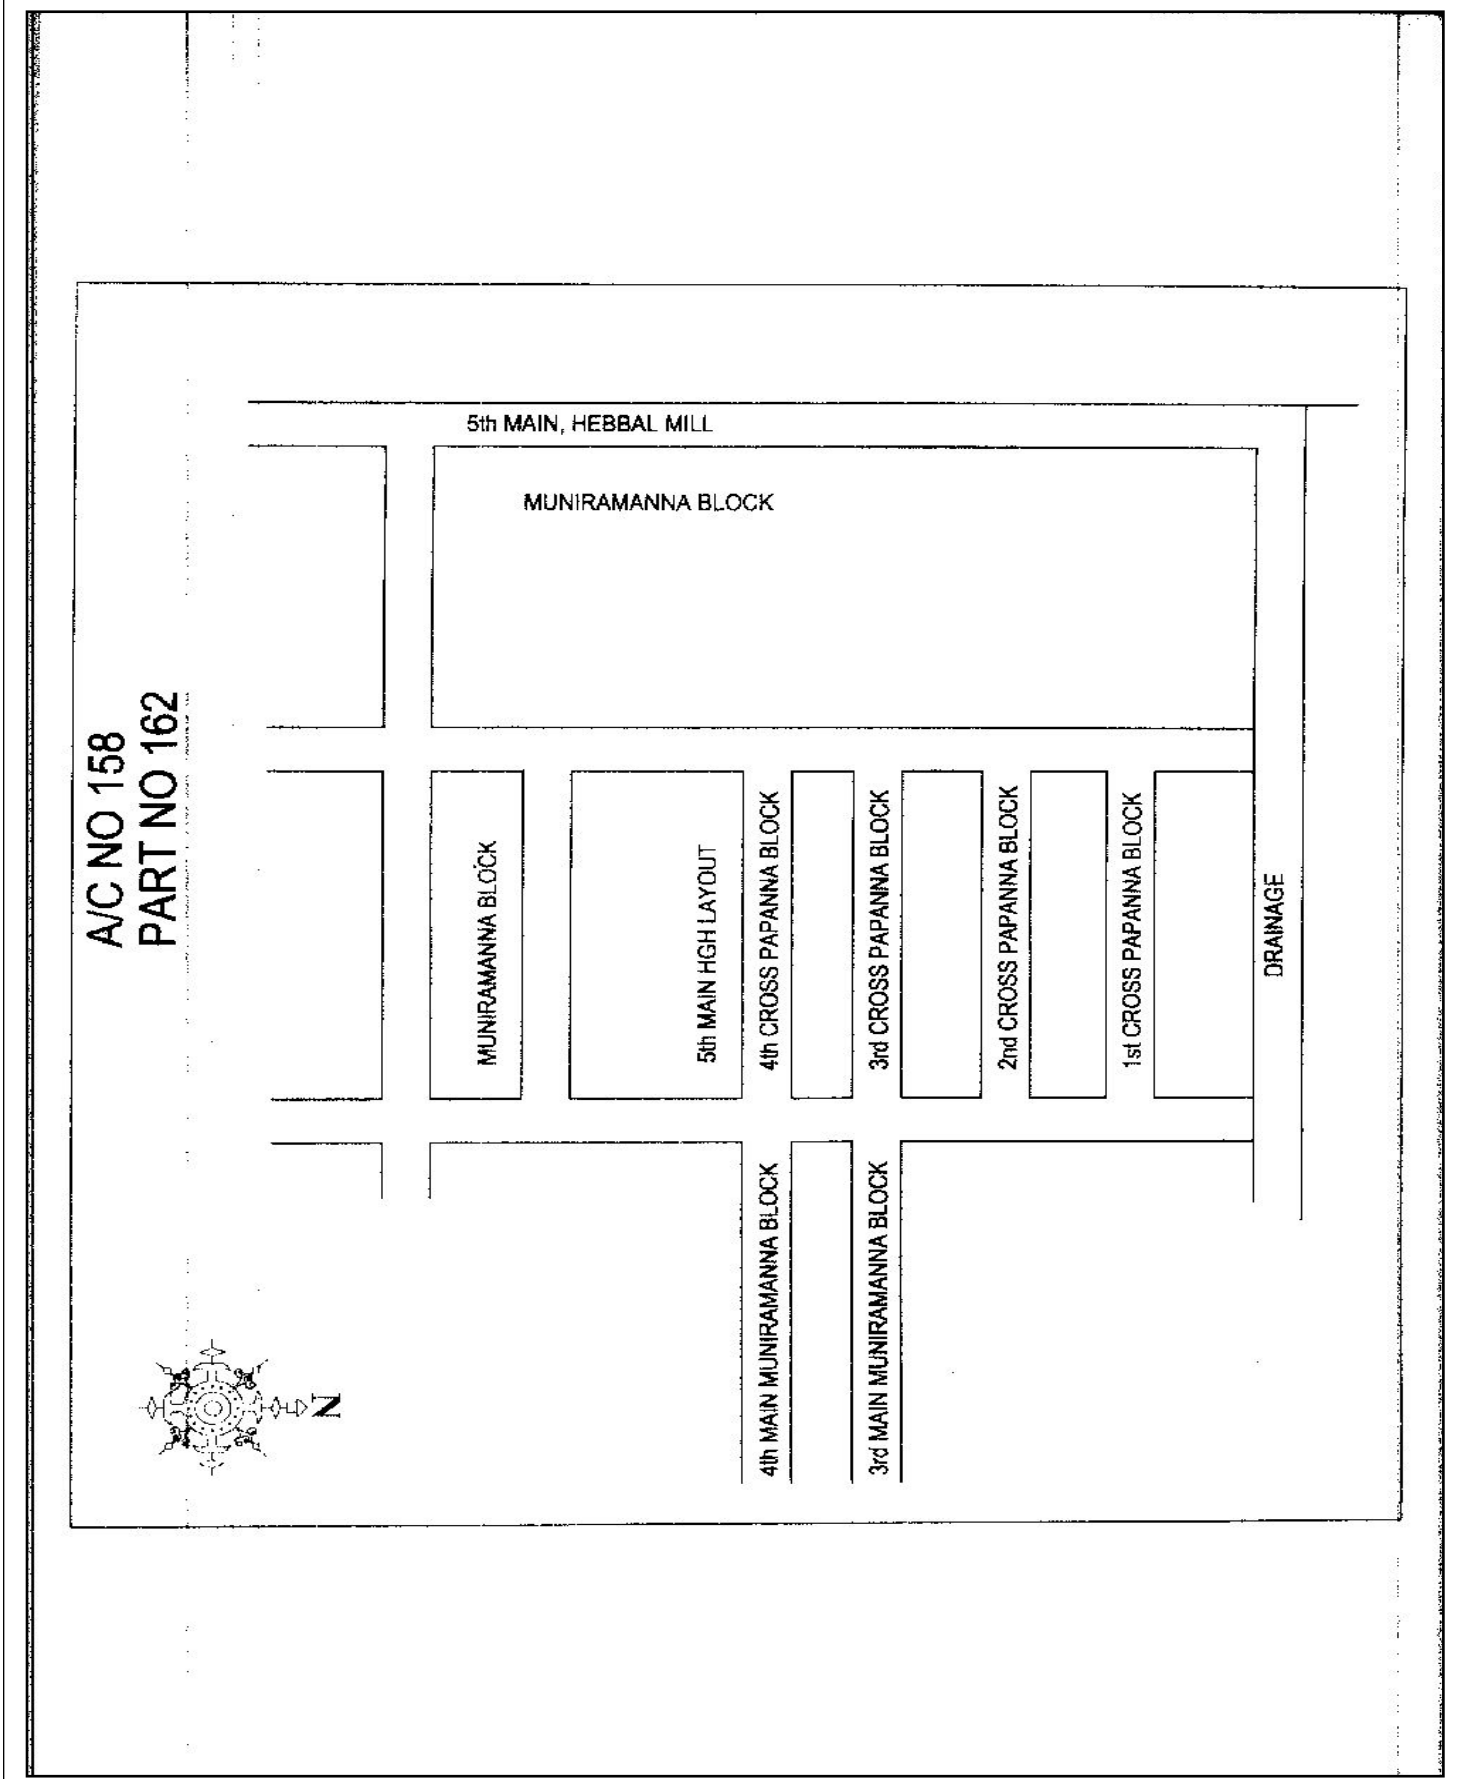 A/C NO 158
PART NO 162
5th MAIN, HEBBAL MILL
MUNIRAMANNA BLOCK
MUNIRAMANNA BLOCK
5th MAIN HGH LAYOUT
4th CROSS PAPANNA BLOCK
3rd CROSS PAPANNA BLOCK
2nd CROSS PAPANNA BLOCK
1st CROSS PAPANNA BLOCK
DRAINAGE
4th MAIN MUNIRAMANNA BLOCK
3rd MAIN MUNIRAMANNA BLOCK
N